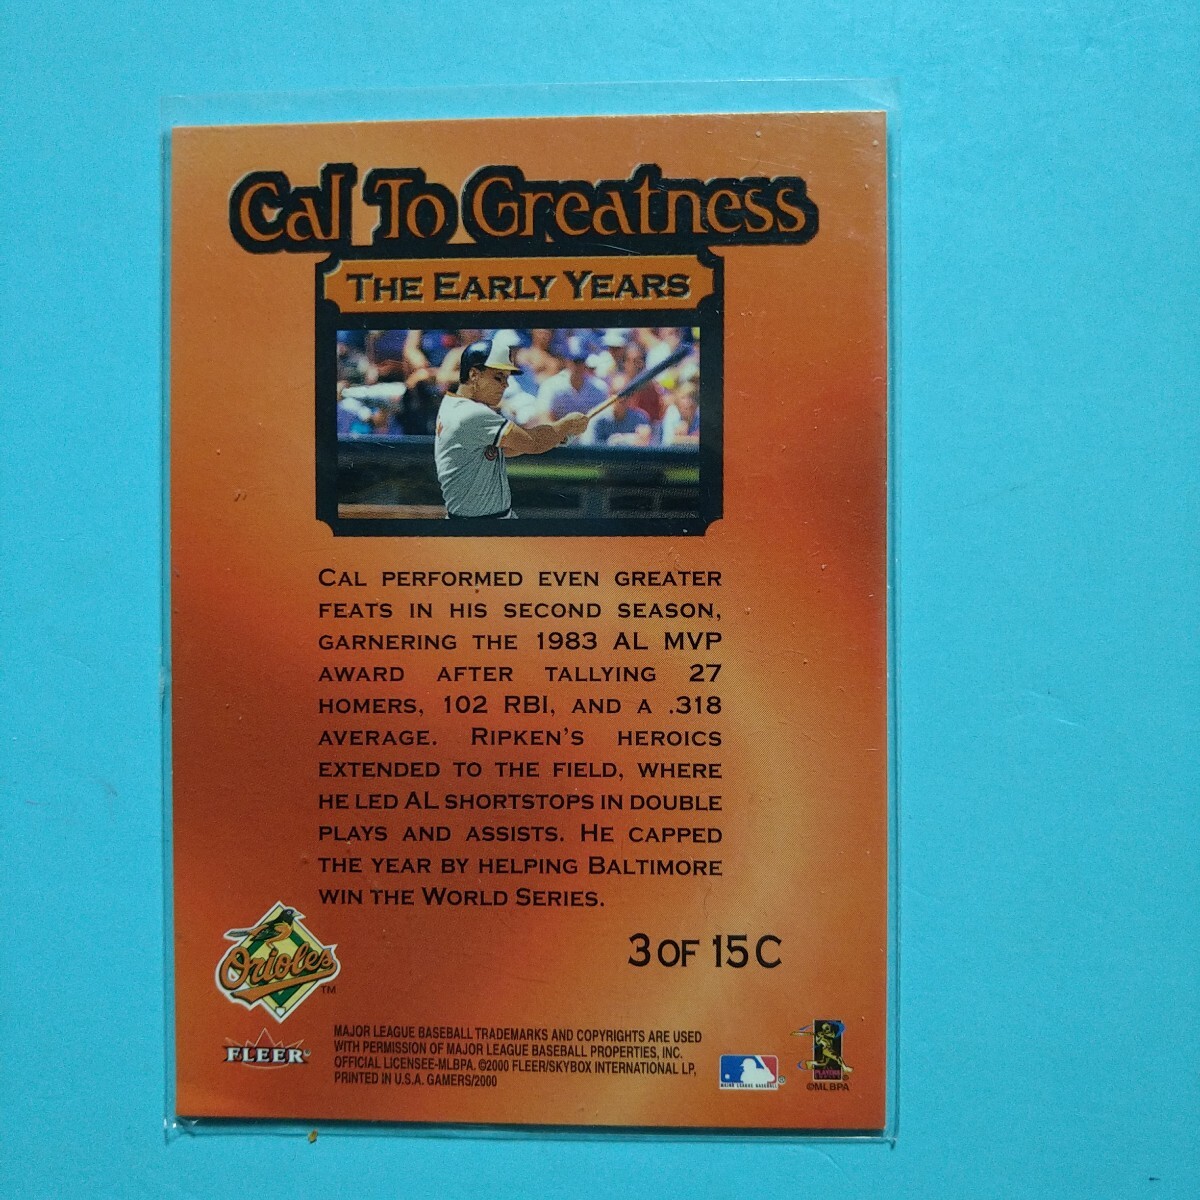 Cal To Greatness
THE EARLY YEARS
CAL PERFORMED EVEN GREATER
FEATS IN HIS SECOND SEASON,
GARNERING THE 1983 AL MVP
AWARD AFTER TALLYING 27
HOMERS, 102 RBI, AND A .318
AVERAGE. RIPKEN'S HEROICS
EXTENDED TO THE FIELD, WHERE
HE LED AL SHORTSTOPS IN DOUBLE
PLAYS AND ASSISTS. HE CAPPED
THE YEAR BY HELPING BALTIMORE
WIN THE WORLD SERIES.
3 OF 15 C
Orioles TM
FLEER®
MAJOR LEAGUE BASEBALL TRADEMARKS AND COPYRIGHTS ARE USED
WITH PERMISSION OF MAJOR LEAGUE BASEBALL PROPERTIES, INC.
OFFICIAL LICENSEE-MLBPA. ©2000 FLEER/SKYBOX INTERNATIONAL LP,
PRINTED IN U.S.A. GAMERS/2000
MAJOR LEAGUE BASEBALL ®
©MLBPA